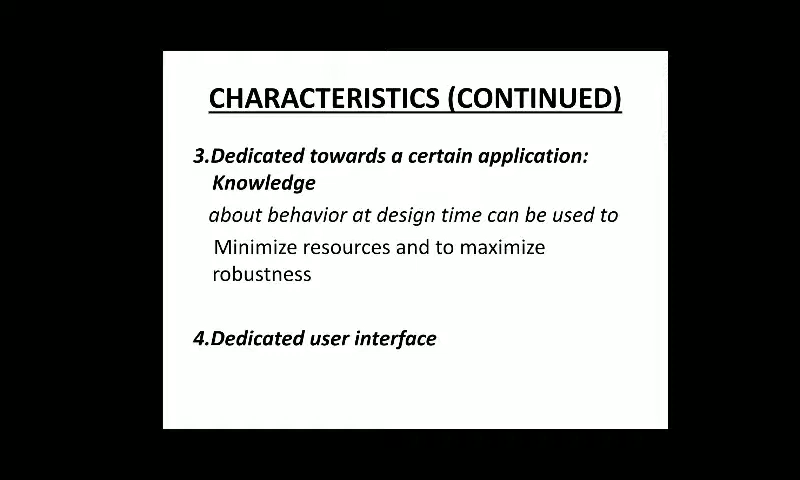 CHARACTERISTICS (CONTINUED)
3.Dedicated towards a certain application:
Knowledge
about behavior at design time can be used to
Minimize resources and to maximize
robustness
4.Dedicated user interface